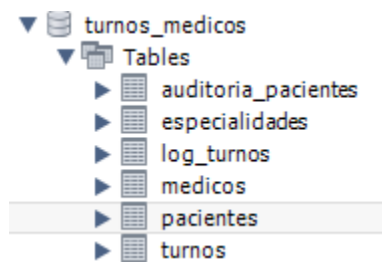 turnos_medicos
Tables
auditoria_pacientes
especialidades
log_turnos
medicos
pacientes
turnos